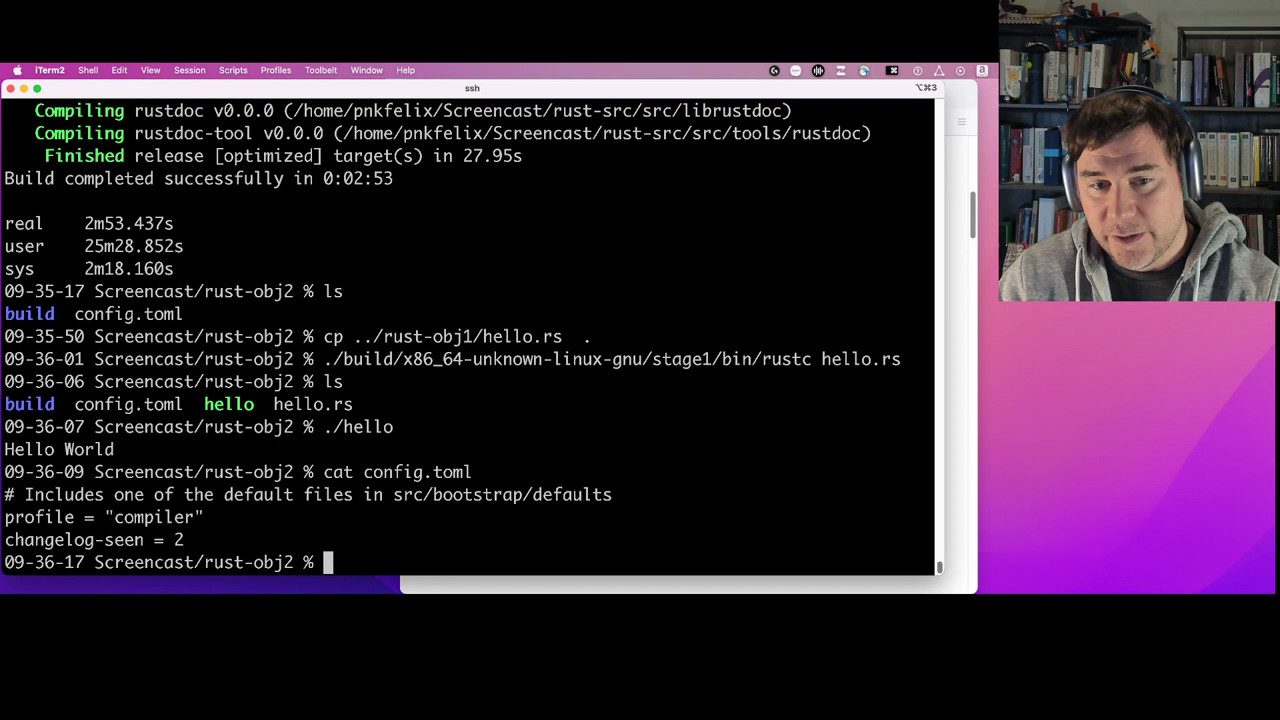 iTerm2 Shell Edit View Session Scripts Profiles Toolbelt Window Help
ssh
⌥⌘3
Compiling rustdoc v0.0.0 (/home/pnkfelix/Screencast/rust-src/src/librustdoc)
Compiling rustdoc-tool v0.0.0 (/home/pnkfelix/Screencast/rust-src/src/tools/rustdoc)
Finished release [optimized] target(s) in 27.95s
Build completed successfully in 0:02:53
real 2m53.437s
user 25m28.852s
sys 2m18.160s
09-35-17 Screencast/rust-obj2 % ls
build config.toml
09-35-50 Screencast/rust-obj2 % cp ../rust-obj1/hello.rs .
09-36-01 Screencast/rust-obj2 % ./build/x86_64-unknown-linux-gnu/stage1/bin/rustc hello.rs
09-36-06 Screencast/rust-obj2 % ls
build config.toml hello hello.rs
09-36-07 Screencast/rust-obj2 % ./hello
Hello World
09-36-09 Screencast/rust-obj2 % cat config.toml
# Includes one of the default files in src/bootstrap/defaults
profile = "compiler"
changelog-seen = 2
09-36-17 Screencast/rust-obj2 %